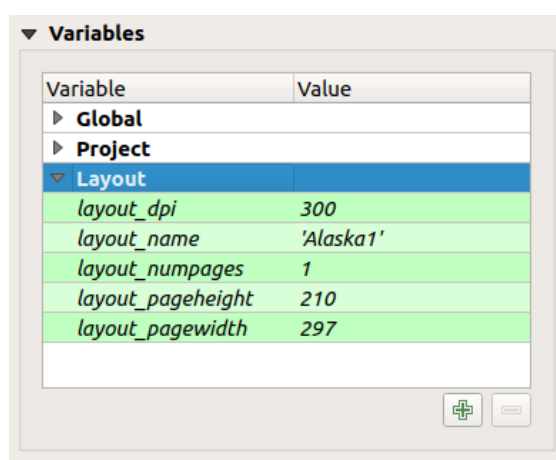 Variables
Variable Value
Global
Project
Layout
layout_dpi 300
layout_name 'Alaska1'
layout_numpages 1
layout_pageheight 210
layout_pagewidth 297